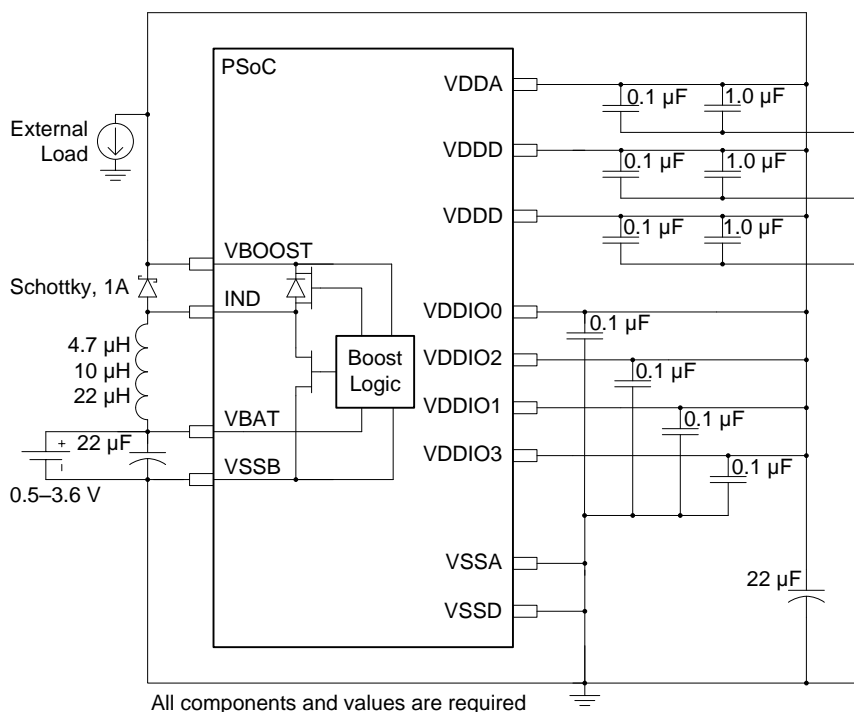 PSoC
VDDA
0.1 µF
1.0 µF
External
Load
VDDD
0.1 µF
1.0 µF
VDDD
0.1 µF
1.0 µF
VBOOST
Schottky, 1A
IND
VDDIO0
0.1 µF
4.7 µH
10 µH
22 µH
Boost
Logic
VDDIO2
0.1 µF
VDDIO1
0.1 µF
VBAT
22 µF
+
VDDIO3
0.1 µF
VSSB
0.5–3.6 V
VSSA
22 µF
VSSD
All components and values are required